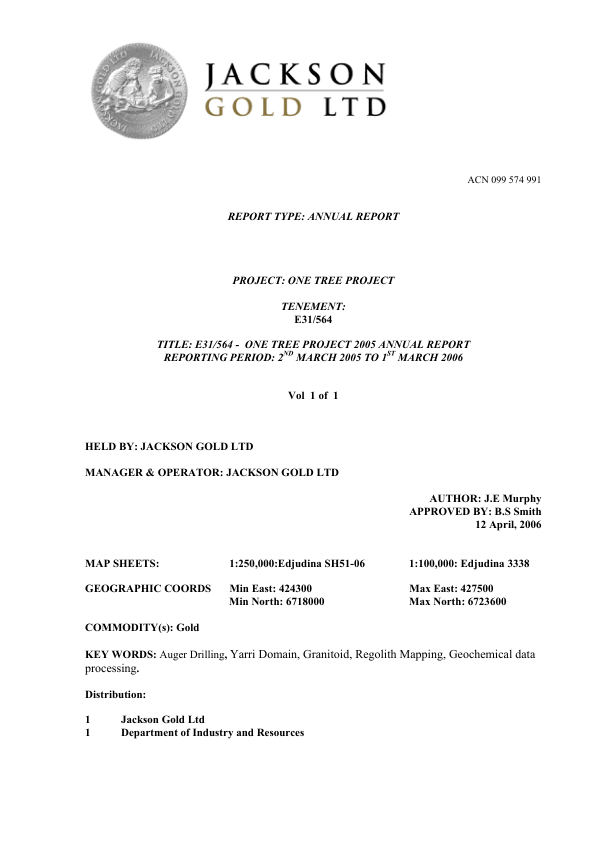 JACKSON GOLD LTD
JACKSON GOLD LTD
JACKSON
GOLD LTD
ACN 099 574 991
REPORT TYPE: ANNUAL REPORT
PROJECT: ONE TREE PROJECT
TENEMENT:
E31/564
TITLE: E31/564 - ONE TREE PROJECT 2005 ANNUAL REPORT
REPORTING PERIOD: 2ND MARCH 2005 TO 1ST MARCH 2006
Vol 1 of 1
HELD BY: JACKSON GOLD LTD
MANAGER & OPERATOR: JACKSON GOLD LTD
AUTHOR: J.E Murphy
APPROVED BY: B.S Smith
12 April, 2006
MAP SHEETS: 1:250,000:Edjudina SH51-06 1:100,000: Edjudina 3338
GEOGRAPHIC COORDS Min East: 424300 Max East: 427500
Min North: 6718000 Max North: 6723600
COMMODITY(s): Gold
KEY WORDS: Auger Drilling, Yarri Domain, Granitoid, Regolith Mapping, Geochemical data
processing.
Distribution:
1 Jackson Gold Ltd
1 Department of Industry and Resources